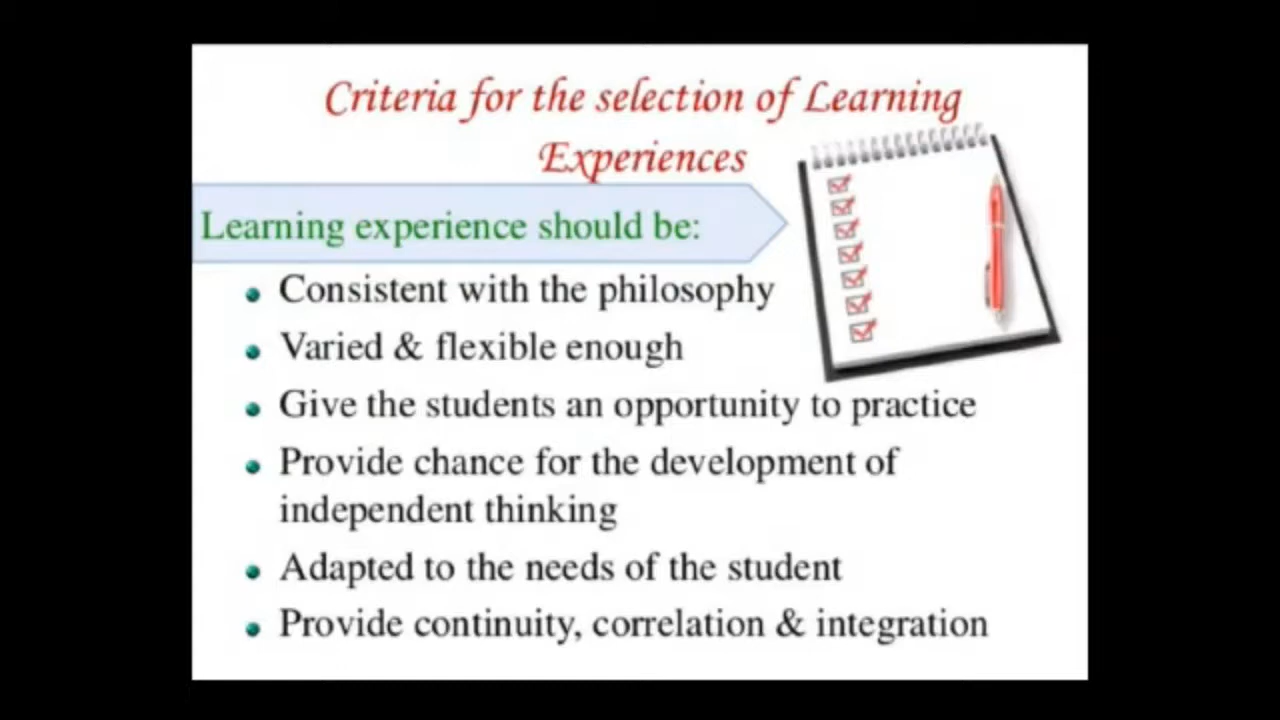 Criteria for the selection of Learning
Experiences
Learning experience should be:
Consistent with the philosophy
Varied & flexible enough
Give the students an opportunity to practice
Provide chance for the development of
independent thinking
Adapted to the needs of the student
Provide continuity, correlation & integration